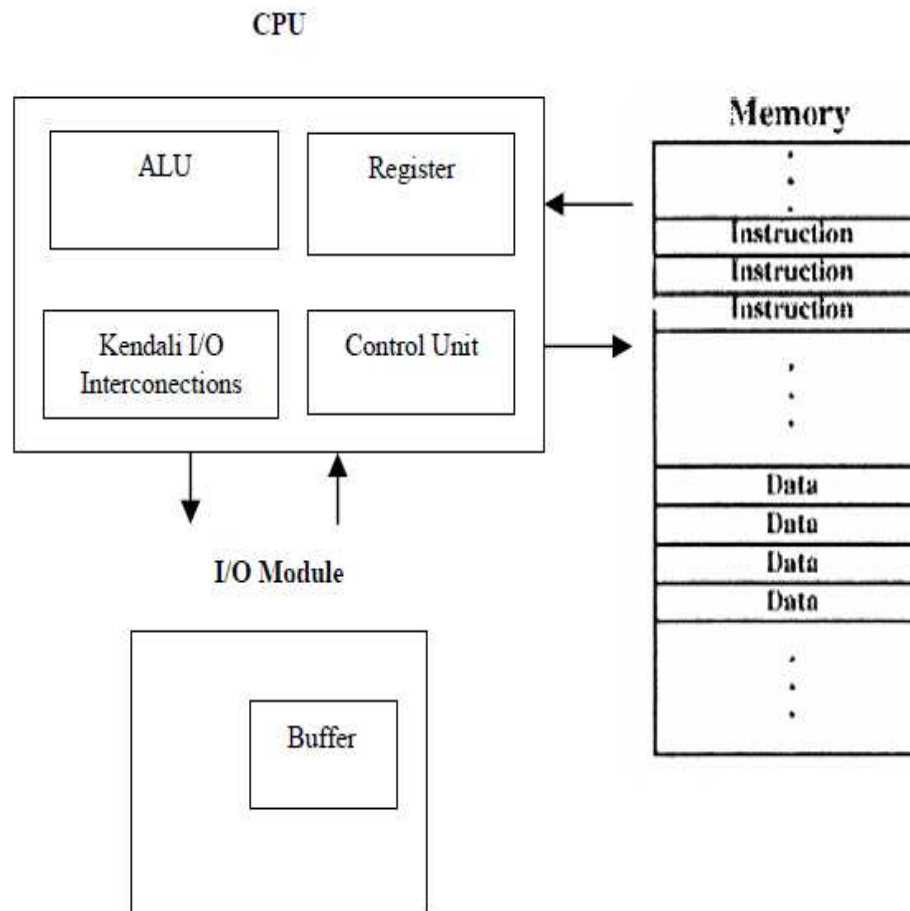 CPU
ALU
Register
Kendali I/O
Interconections
Control Unit
I/O Module
Buffer
Memory
Instruction
Instruction
Instruction
Data
Data
Data
Data